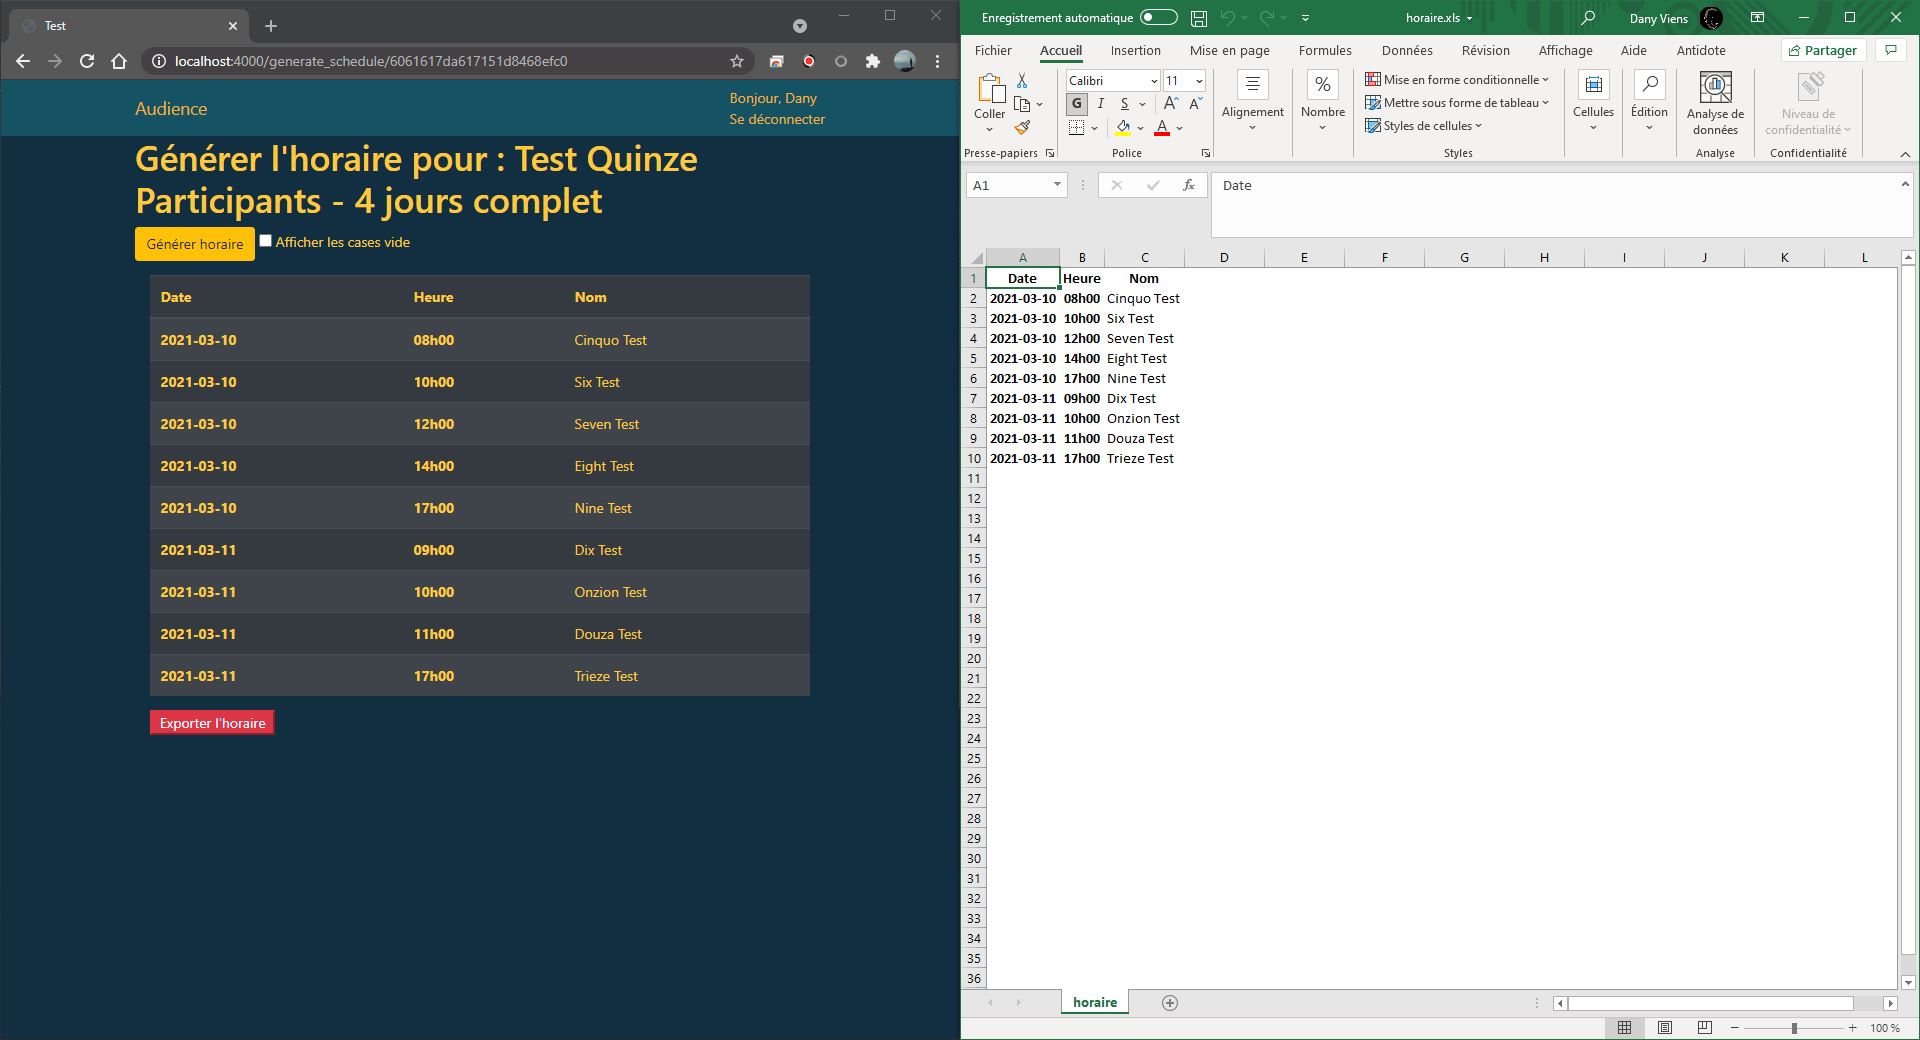 Test
localhost:4000/generate_schedule/6061617da617151d8468efc0
Audience
Bonjour, Dany
Se déconnecter
Générer l'horaire pour : Test Quinze
Participants - 4 jours complet
Générer horaire
Afficher les cases vide
Date Heure Nom
2021-03-10 08h00 Cinquo Test
2021-03-10 10h00 Six Test
2021-03-10 12h00 Seven Test
2021-03-10 14h00 Eight Test
2021-03-10 17h00 Nine Test
2021-03-11 09h00 Dix Test
2021-03-11 10h00 Onzion Test
2021-03-11 11h00 Douza Test
2021-03-11 17h00 Trieze Test
Exporter l'horaire
Enregistrement automatique
horaire.xls
Dany Viens
Fichier Accueil Insertion Mise en page Formules Données Révision Affichage Aide Antidote
Partager
Coller
Presse-papiers
Calibri 11
G I S A A
A
Police
Alignement
%
Nombre
Mise en forme conditionnelle
Mettre sous forme de tableau
Styles de cellules
Styles
Cellules
Édition
Analyse de
données
Analyse
Niveau de
confidentialité
Confidentialité
A1
fx
Date
A B C D E F G H I J K L
1 Date Heure Nom
2 2021-03-10 08h00 Cinquo Test
3 2021-03-10 10h00 Six Test
4 2021-03-10 12h00 Seven Test
5 2021-03-10 14h00 Eight Test
6 2021-03-10 17h00 Nine Test
7 2021-03-11 09h00 Dix Test
8 2021-03-11 10h00 Onzion Test
9 2021-03-11 11h00 Douza Test
10 2021-03-11 17h00 Trieze Test
11
12
13
14
15
16
17
18
19
20
21
22
23
24
25
26
27
28
29
30
31
32
33
34
35
36
horaire
100 %